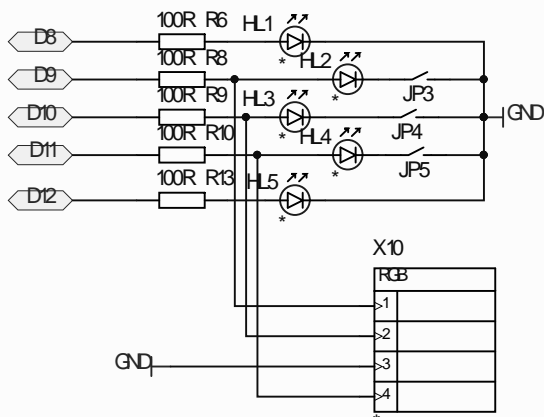 100R R6 HL1
D8
100R R8 * HL2
D9
100R R9 HL3 * JP3
D10 GND
100R R10 * HL4 JP4
D11
100R R13 HL5 * JP5
D12
*
X10
RGB
1
2
GND 3
4
*